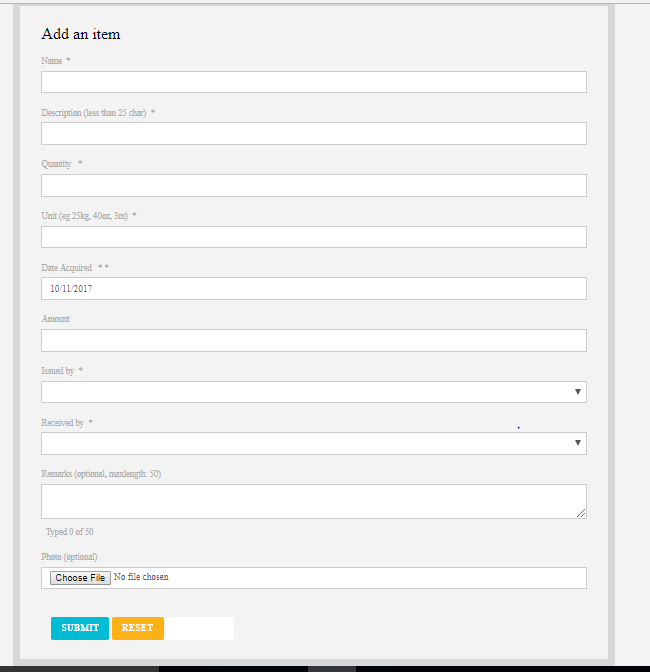 Add an item
Name *
Description (less than 25 char) *
Quantity *
Unit (eg 25kg, 40oz, 3m) *
Date Acquired * *
10/11/2017
Amount
Issued by *
Received by *
Remarks (optional, maxlength: 50)
Typed 0 of 50
Photo (optional)
Choose File No file chosen
SUBMIT RESET